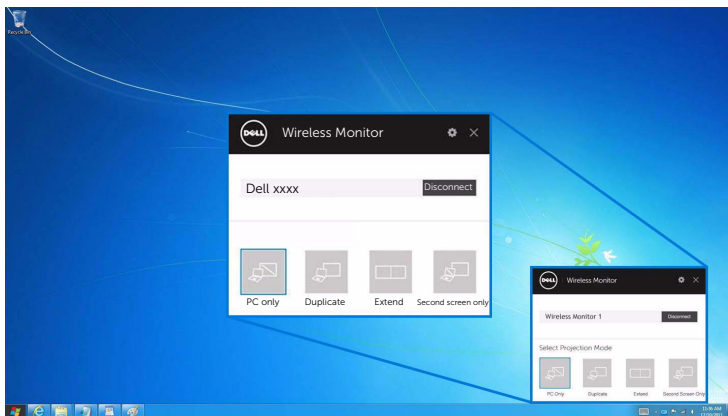 Recycle Bin
DELL
Wireless Monitor
Dell xxxx
Disconnect
PC only Duplicate Extend Second screen only
DELL
Wireless Monitor
Wireless Monitor 1
Disconnect
Select Projection Mode
PC Only Duplicate Extend Second Screen Only